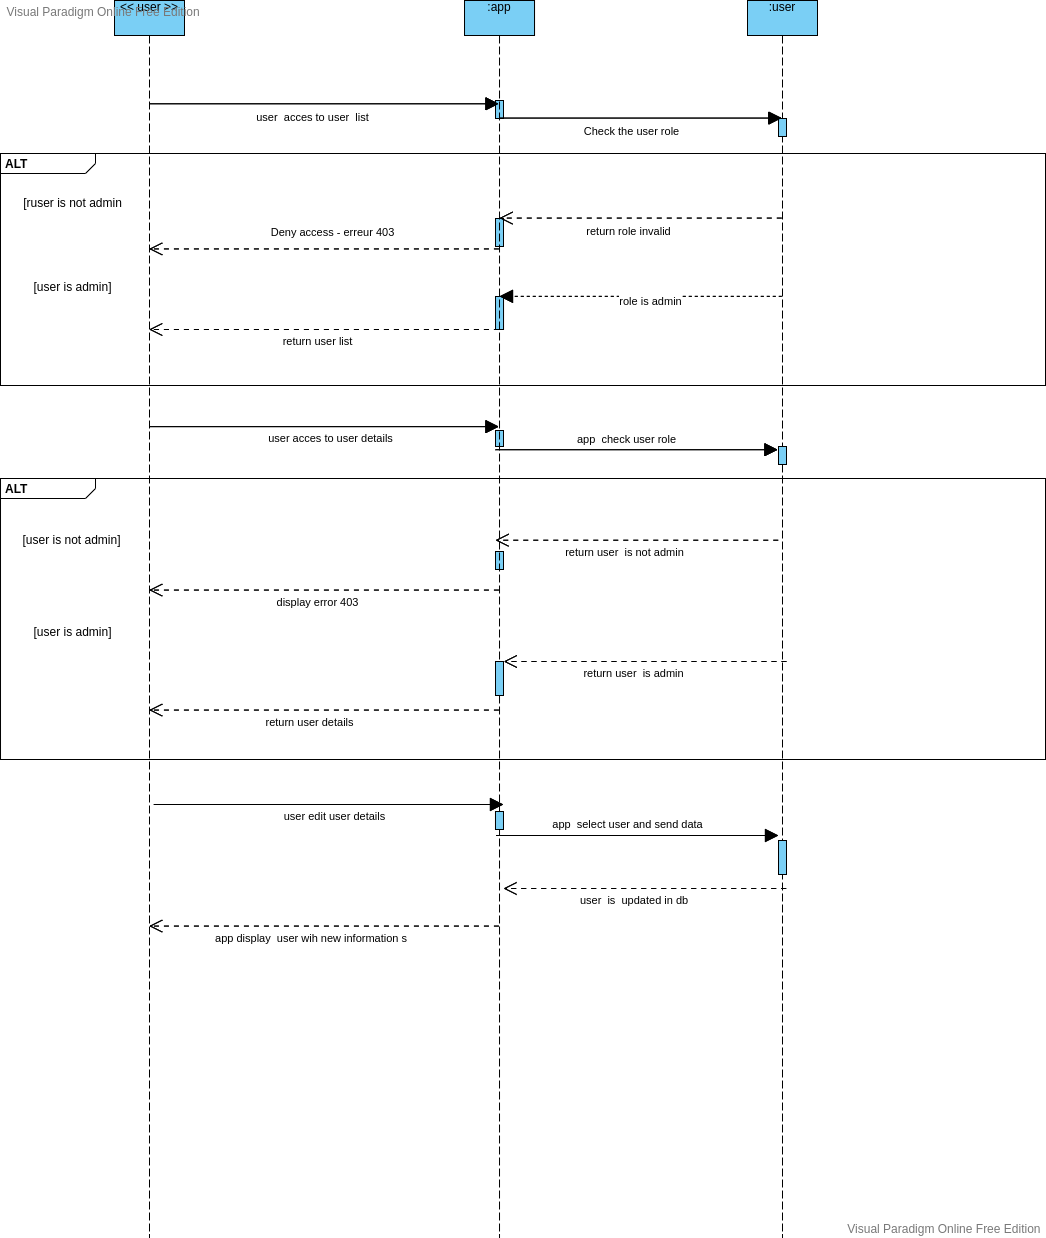 Visual Paradigm Online Free Edition
<< user >>
:app
:user
user acces to user list
Check the user role
ALT
[ruser is not admin
return role invalid
Deny access - erreur 403
[user is admin]
role is admin
return user list
user acces to user details
app check user role
ALT
[user is not admin]
return user is not admin
display error 403
[user is admin]
return user is admin
return user details
user edit user details
app select user and send data
user is updated in db
app display user wih new information s
Visual Paradigm Online Free Edition